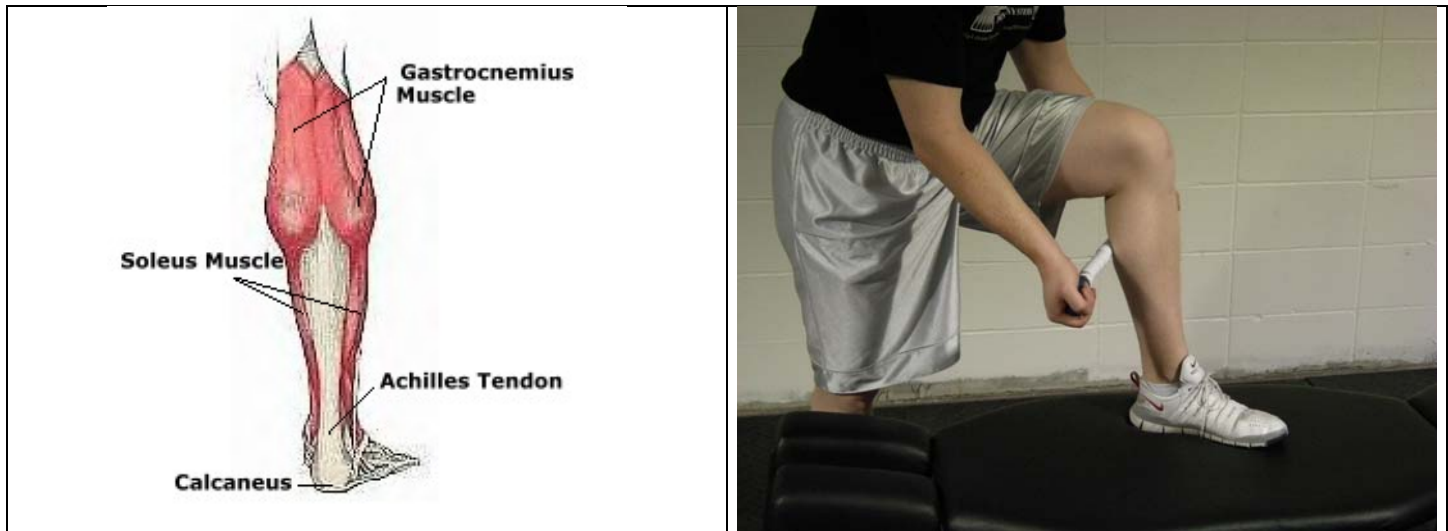 Gastrocnemius
Muscle
Soleus Muscle
Achilles Tendon
Calcaneus